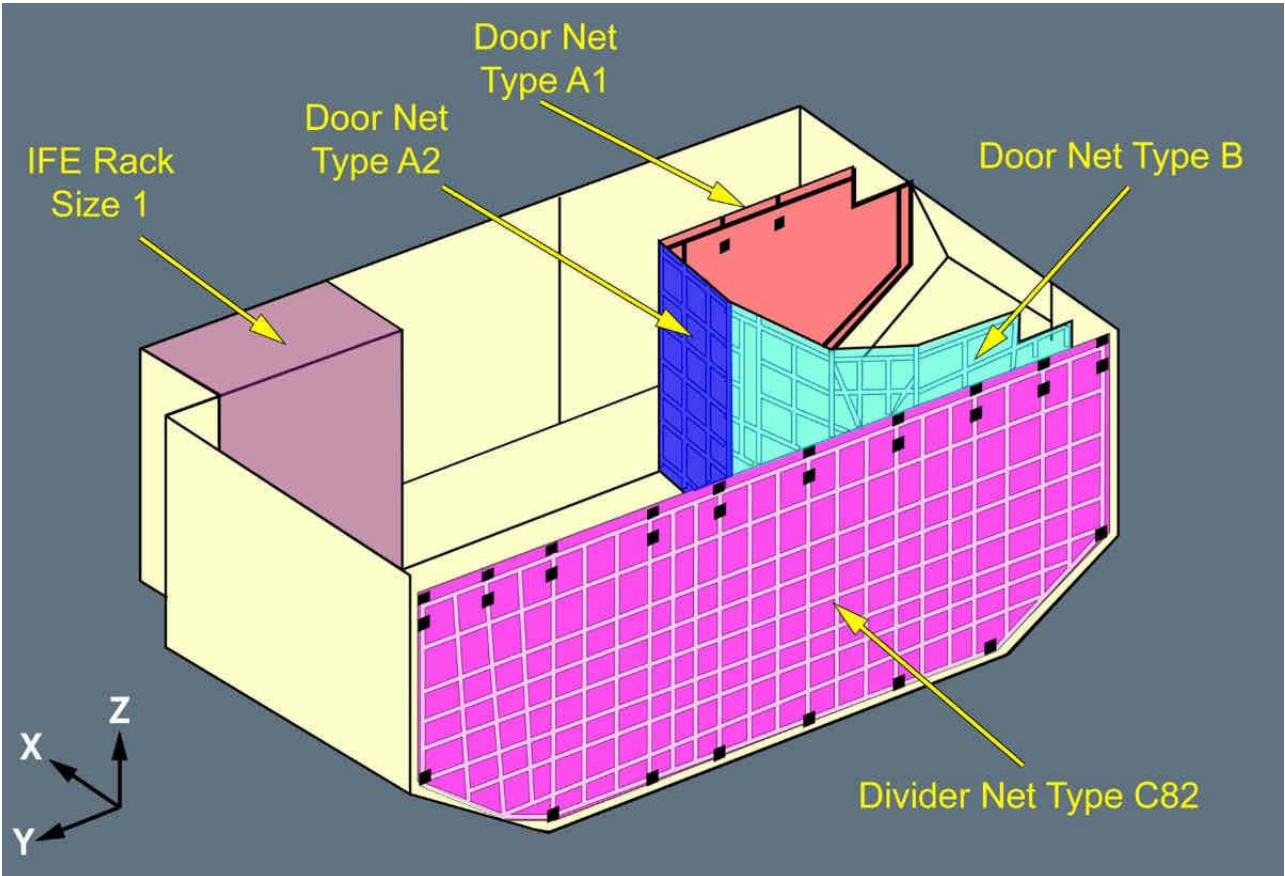 Door Net
Type A1
Door Net
Type A2
IFE Rack
Size 1
Door Net Type B
Divider Net Type C82
Z
X
Y